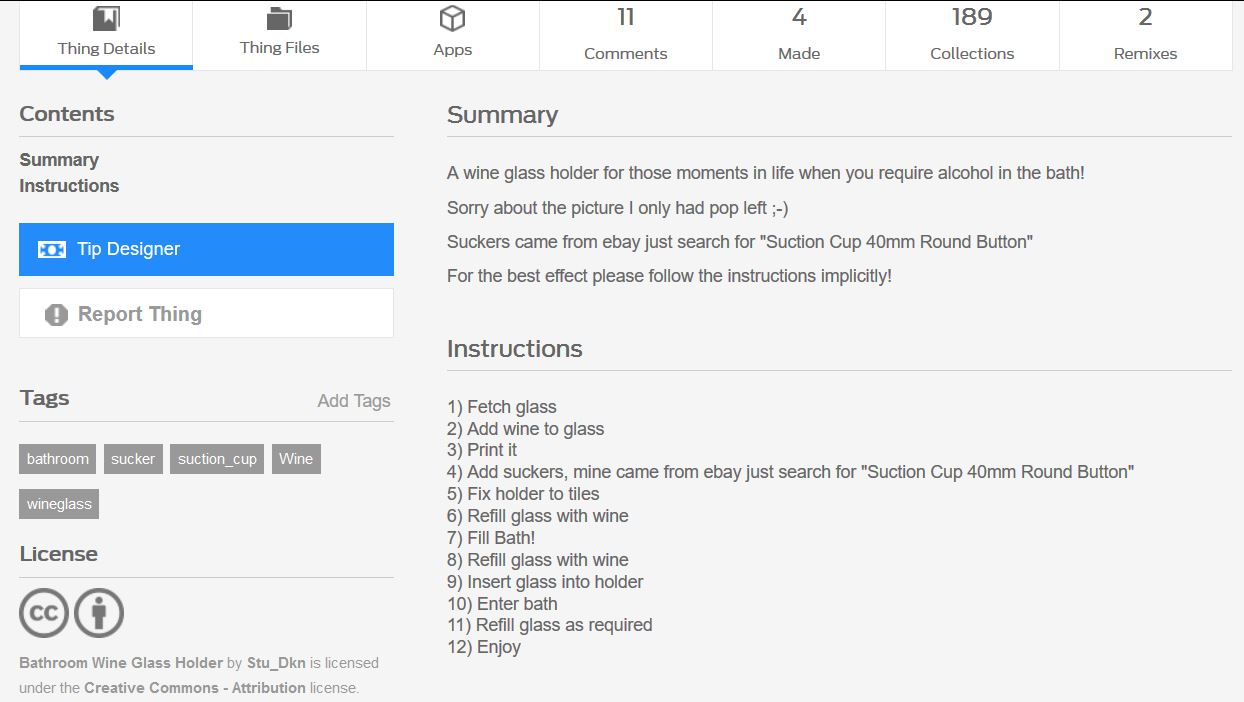 11
4
189
2
Thing Details
Thing Files
Apps
Comments
Made
Collections
Remixes
Contents
Summary
Instructions
Tip Designer
Report Thing
Tags
Add Tags
bathroom
sucker
suction_cup
Wine
wineglass
License
cc
Bathroom Wine Glass Holder by Stu_Dkn is licensed
under the Creative Commons - Attribution license.
Summary
A wine glass holder for those moments in life when you require alcohol in the bath!
Sorry about the picture I only had pop left ;-)
Suckers came from ebay just search for "Suction Cup 40mm Round Button"
For the best effect please follow the instructions implicitly!
Instructions
1) Fetch glass
2) Add wine to glass
3) Print it
4) Add suckers, mine came from ebay just search for "Suction Cup 40mm Round Button"
5) Fix holder to tiles
6) Refill glass with wine
7) Fill Bath!
8) Refill glass with wine
9) Insert glass into holder
10) Enter bath
11) Refill glass as required
12) Enjoy